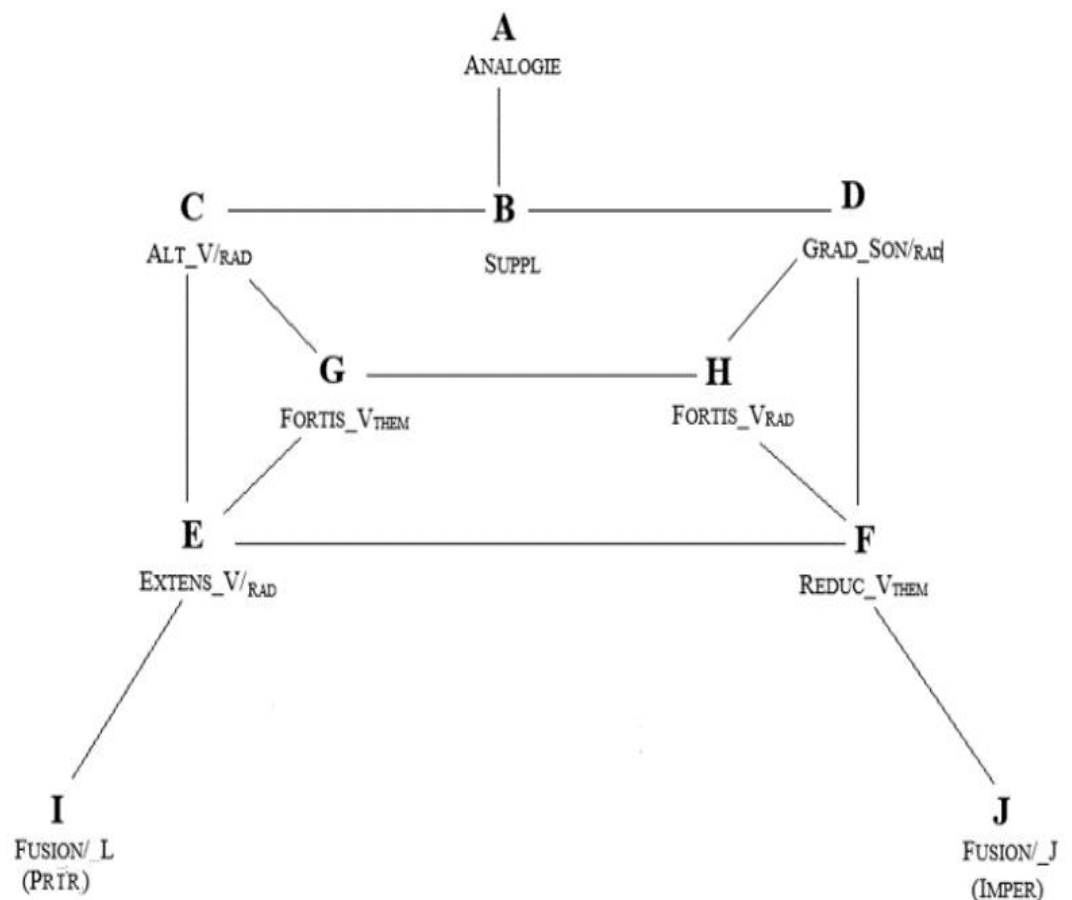 A
ANALOGIE
C
B
D
ALT_V/RAD
SUPPL
GRAD_SON/RAD
G
H
FORTIS_VTHEM
FORTIS_VRAD
E
F
EXTENS_V/RAD
REDUC_VTHEM
I
J
FUSION/_L
(PRTR)
FUSION/_J
(IMPER)